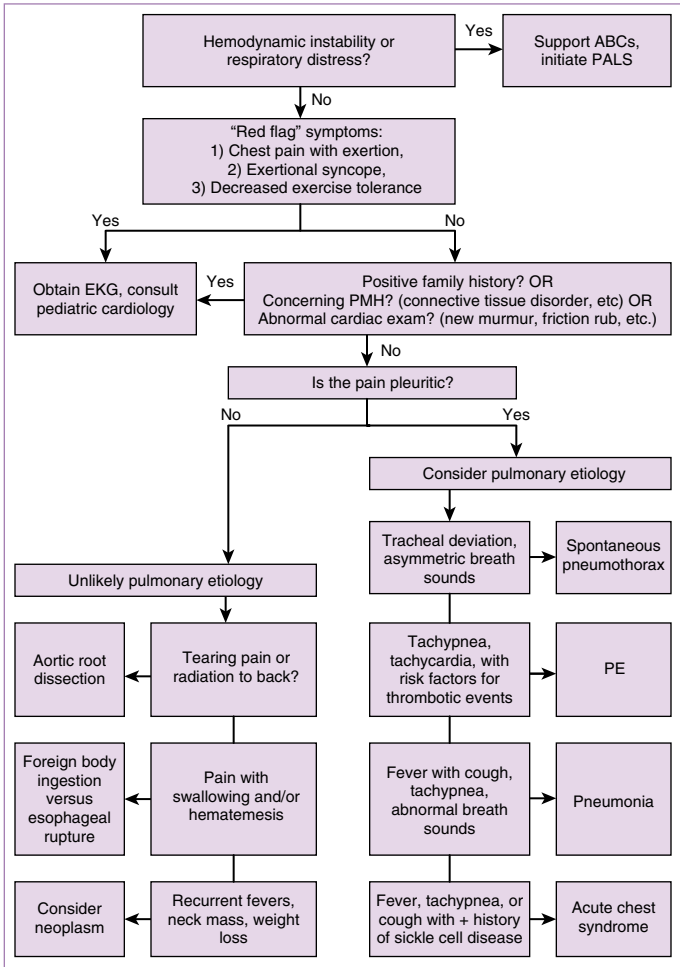 Hemodynamic instability or
respiratory distress?
Yes
Support ABCs,
initiate PALS
No
“Red flag” symptoms:
1) Chest pain with exertion,
2) Exertional syncope,
3) Decreased exercise tolerance
Yes
No
Obtain EKG, consult
pediatric cardiology
Yes
Positive family history? OR
Concerning PMH? (connective tissue disorder, etc) OR
Abnormal cardiac exam? (new murmur, friction rub, etc.)
No
Is the pain pleuritic?
No
Yes
Consider pulmonary etiology
Tracheal deviation,
asymmetric breath
sounds
Spontaneous
pneumothorax
Unlikely pulmonary etiology
Aortic root
dissection
Tearing pain or
radiation to back?
Tachypnea,
tachycardia, with
risk factors for
thrombotic events
PE
Foreign body
ingestion
versus
esophageal
rupture
Pain with
swallowing and/or
hematemesis
Fever with cough,
tachypnea,
abnormal breath
sounds
Pneumonia
Consider
neoplasm
Recurrent fevers,
neck mass, weight
loss
Fever, tachypnea, or
cough with + history
of sickle cell disease
Acute chest
syndrome